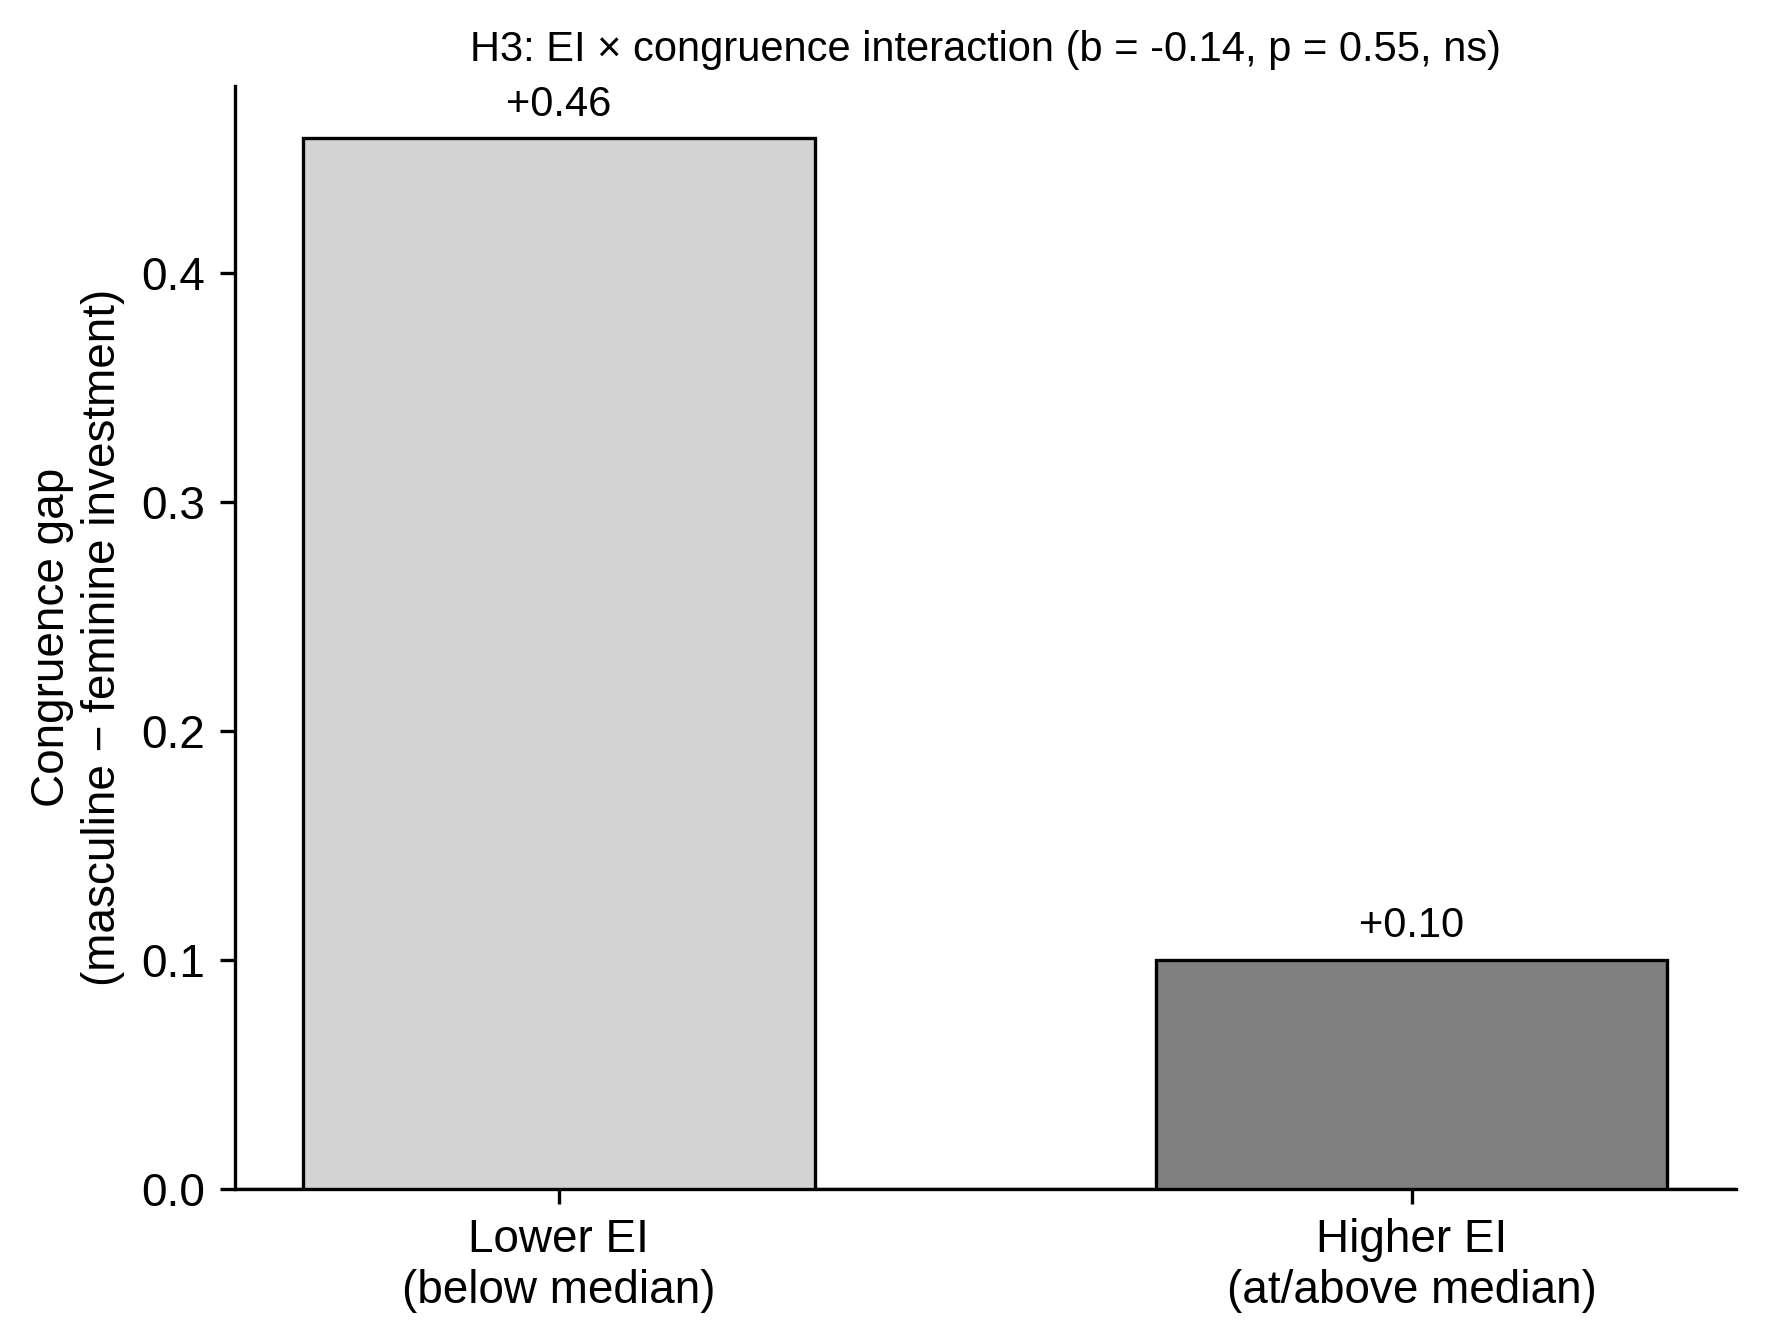 H3: EI × congruence interaction (b = -0.14, p = 0.55, ns)
+0.46
Congruence gap
(masculine − feminine investment)
0.4
0.3
0.2
0.1
0.0
+0.10
Lower EI
(below median)
Higher EI
(at/above median)